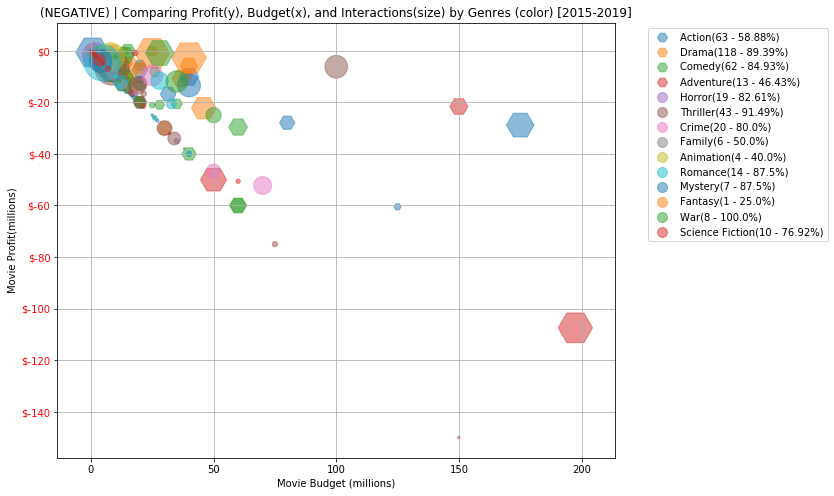 (NEGATIVE) | Comparing Profit(y), Budget(x), and Interactions(size) by Genres (color) [2015-2019]
$0
$-20
$-40
$-60
$-80
$-100
$-120
$-140
Movie Profit(millions)
0
50
100
150
200
Movie Budget (millions)
Action(63 - 58.88%)
Drama(118 - 89.39%)
Comedy(62 - 84.93%)
Adventure(13 - 46.43%)
Horror(19 - 82.61%)
Thriller(43 - 91.49%)
Crime(20 - 80.0%)
Family(6 - 50.0%)
Animation(4 - 40.0%)
Romance(14 - 87.5%)
Mystery(7 - 87.5%)
Fantasy(1 - 25.0%)
War(8 - 100.0%)
Science Fiction(10 - 76.92%)